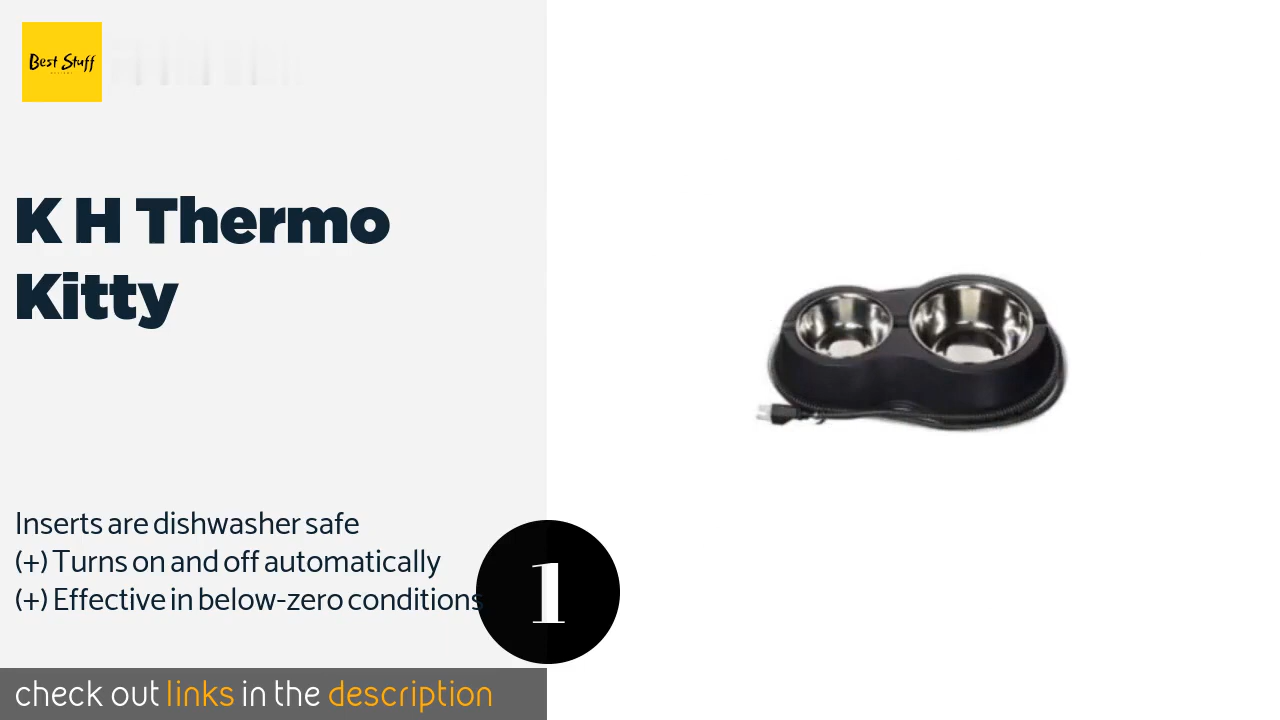 Best Stuff
K H Thermo
Kitty
Inserts are dishwasher safe
(+) Turns on and off automatically
(+) Effective in below-zero conditions
1
check out links in the description